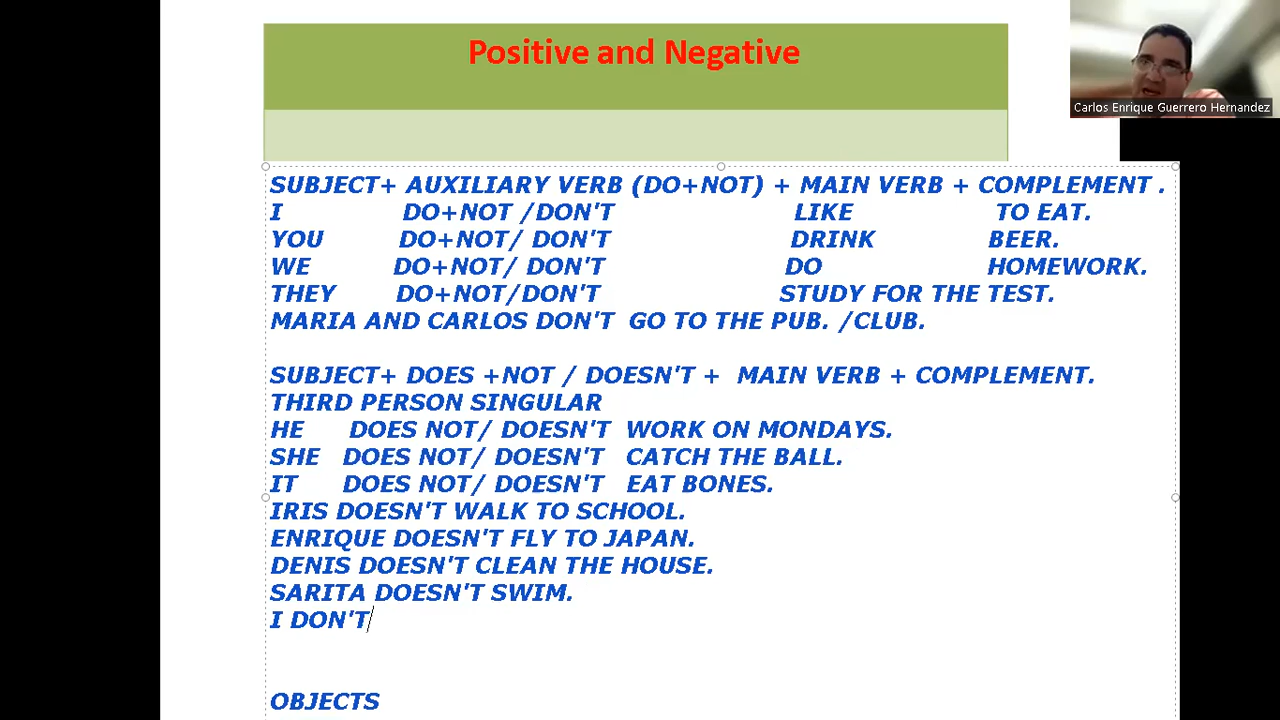 Positive and Negative
Carlos Enrique Guerrero Hernandez
SUBJECT+ AUXILIARY VERB (DO+NOT) + MAIN VERB + COMPLEMENT .
I DO+NOT /DON'T LIKE TO EAT.
YOU DO+NOT/ DON'T DRINK BEER.
WE DO+NOT/ DON'T DO HOMEWORK.
THEY DO+NOT/DON'T STUDY FOR THE TEST.
MARIA AND CARLOS DON'T GO TO THE PUB. /CLUB.
SUBJECT+ DOES +NOT / DOESN'T + MAIN VERB + COMPLEMENT.
THIRD PERSON SINGULAR
HE DOES NOT/ DOESN'T WORK ON MONDAYS.
SHE DOES NOT/ DOESN'T CATCH THE BALL.
IT DOES NOT/ DOESN'T EAT BONES.
IRIS DOESN'T WALK TO SCHOOL.
ENRIQUE DOESN'T FLY TO JAPAN.
DENIS DOESN'T CLEAN THE HOUSE.
SARITA DOESN'T SWIM.
I DON'T
OBJECTS